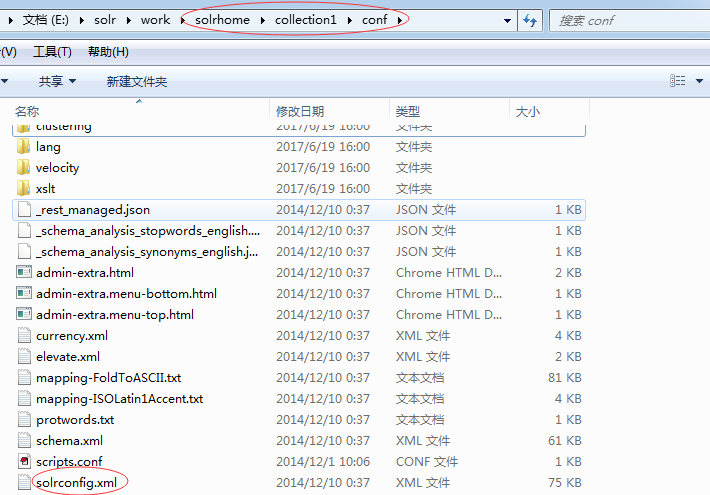 文档 (E:) ▸ solr ▸ work ▸ solrhome ▸ collection1 ▸ conf ▸ 搜索 conf
(V) 工具(T) 帮助(H)
共享 新建文件夹
名称 修改日期 类型 大小
clustering 2017/6/19 16:00 文件夹
lang 2017/6/19 16:00 文件夹
velocity 2017/6/19 16:00 文件夹
xslt 2017/6/19 16:00 文件夹
_rest_managed.json 2014/12/10 0:37 JSON 文件 1 KB
_schema_analysis_stopwords_english.... 2014/12/10 0:37 JSON 文件 1 KB
_schema_analysis_synonyms_english.j... 2014/12/10 0:37 JSON 文件 1 KB
admin-extra.html 2014/12/10 0:37 Chrome HTML D... 2 KB
admin-extra.menu-bottom.html 2014/12/10 0:37 Chrome HTML D... 1 KB
admin-extra.menu-top.html 2014/12/10 0:37 Chrome HTML D... 1 KB
currency.xml 2014/12/10 0:37 XML 文件 4 KB
elevate.xml 2014/12/10 0:37 XML 文件 2 KB
mapping-FoldToASCII.txt 2014/12/10 0:37 文本文档 81 KB
mapping-ISOLatin1Accent.txt 2014/12/10 0:37 文本文档 4 KB
protwords.txt 2014/12/10 0:37 文本文档 1 KB
schema.xml 2014/12/10 0:37 XML 文件 61 KB
scripts.conf 2014/12/1 10:06 CONF 文件 1 KB
solrconfig.xml 2014/12/10 0:37 XML 文件 75 KB